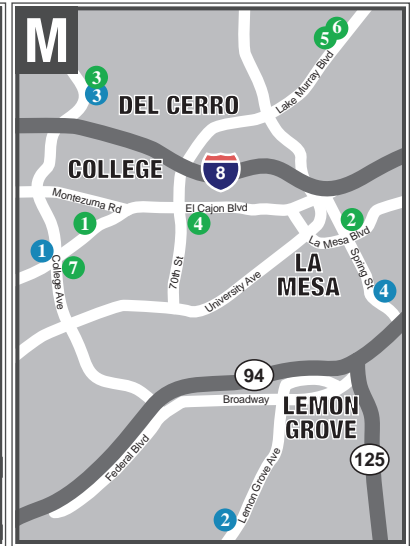 M
6
5
3
3
Lake Murray Blvd
DEL CERRO
COLLEGE
8
Montezuma Rd
El Cajon Blvd
1
4
2
La Mesa Blvd
1
7
College Ave
70th St
University Ave
LA
MESA
Spring St
4
94
Broadway
LEMON
GROVE
Federal Blvd
Lemon Grove Ave
125
2